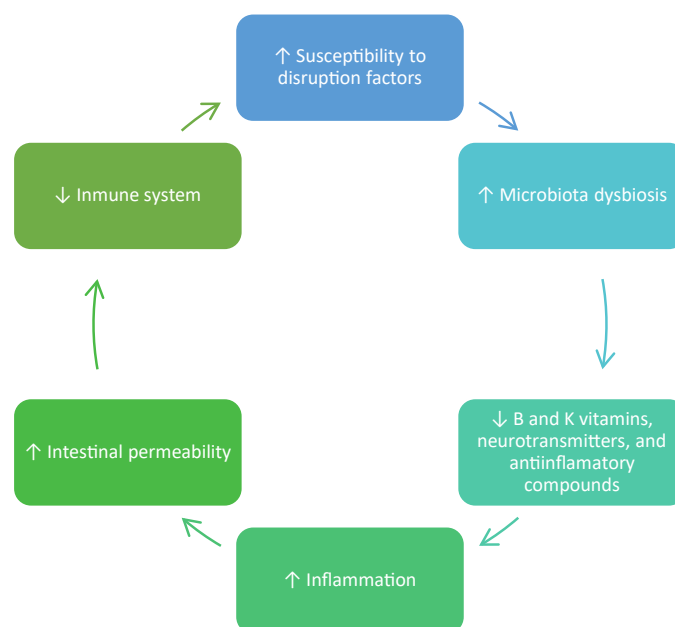 ↑ Susceptibility to
disruption factors
↑ Microbiota dysbiosis
↓ B and K vitamins,
neurotransmitters, and
antiinflamatory
compounds
↑ Inflammation
↑ Intestinal permeability
↓ Inmune system